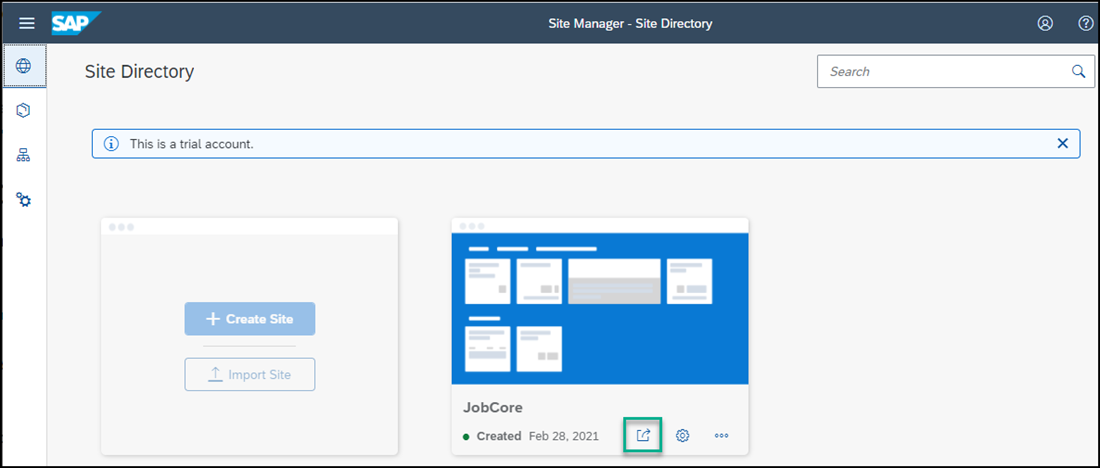 SAP
Site Manager - Site Directory
Site Directory
Search
This is a trial account.
+ Create Site
Import Site
JobCore
Created Feb 28, 2021